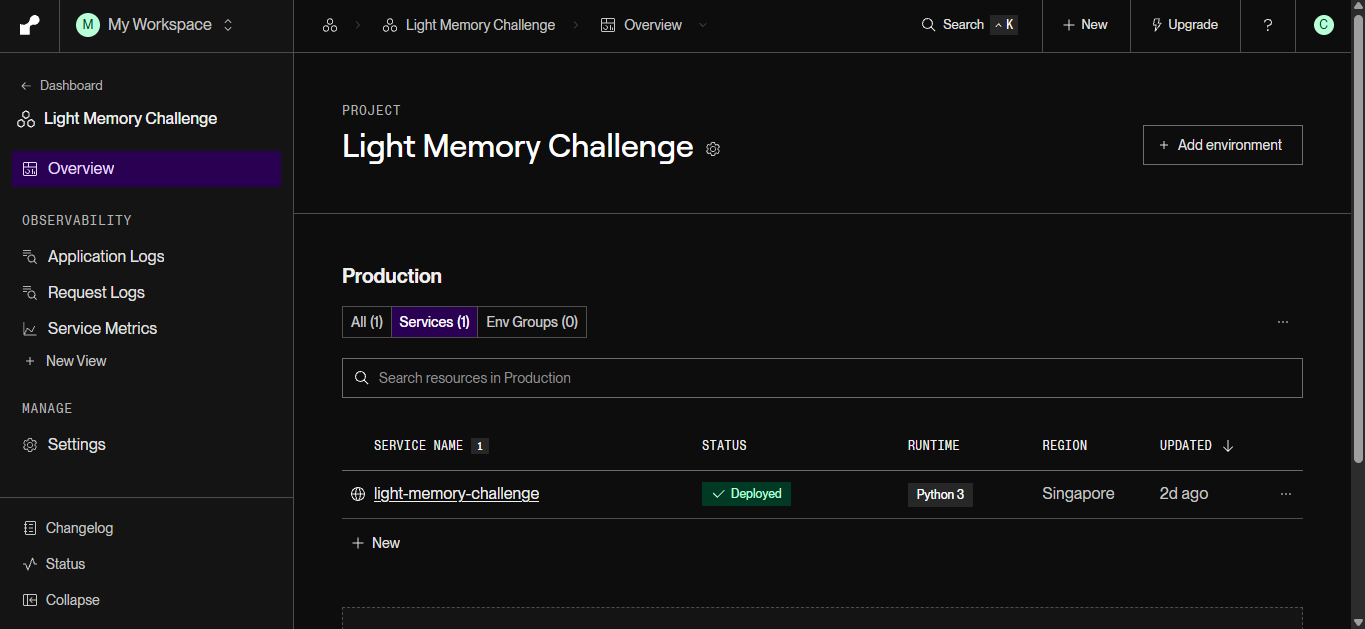 M My Workspace
Light Memory Challenge
Overview
Search ^ K
+ New
Upgrade
?
C
← Dashboard
Light Memory Challenge
Overview
OBSERVABILITY
Application Logs
Request Logs
Service Metrics
+ New View
MANAGE
Settings
Changelog
Status
Collapse
PROJECT
Light Memory Challenge
+ Add environment
Production
All (1) Services (1) Env Groups (0)
Search resources in Production
SERVICE NAME 1 STATUS RUNTIME REGION UPDATED ↓
light-memory-challenge Deployed Python 3 Singapore 2d ago
+ New